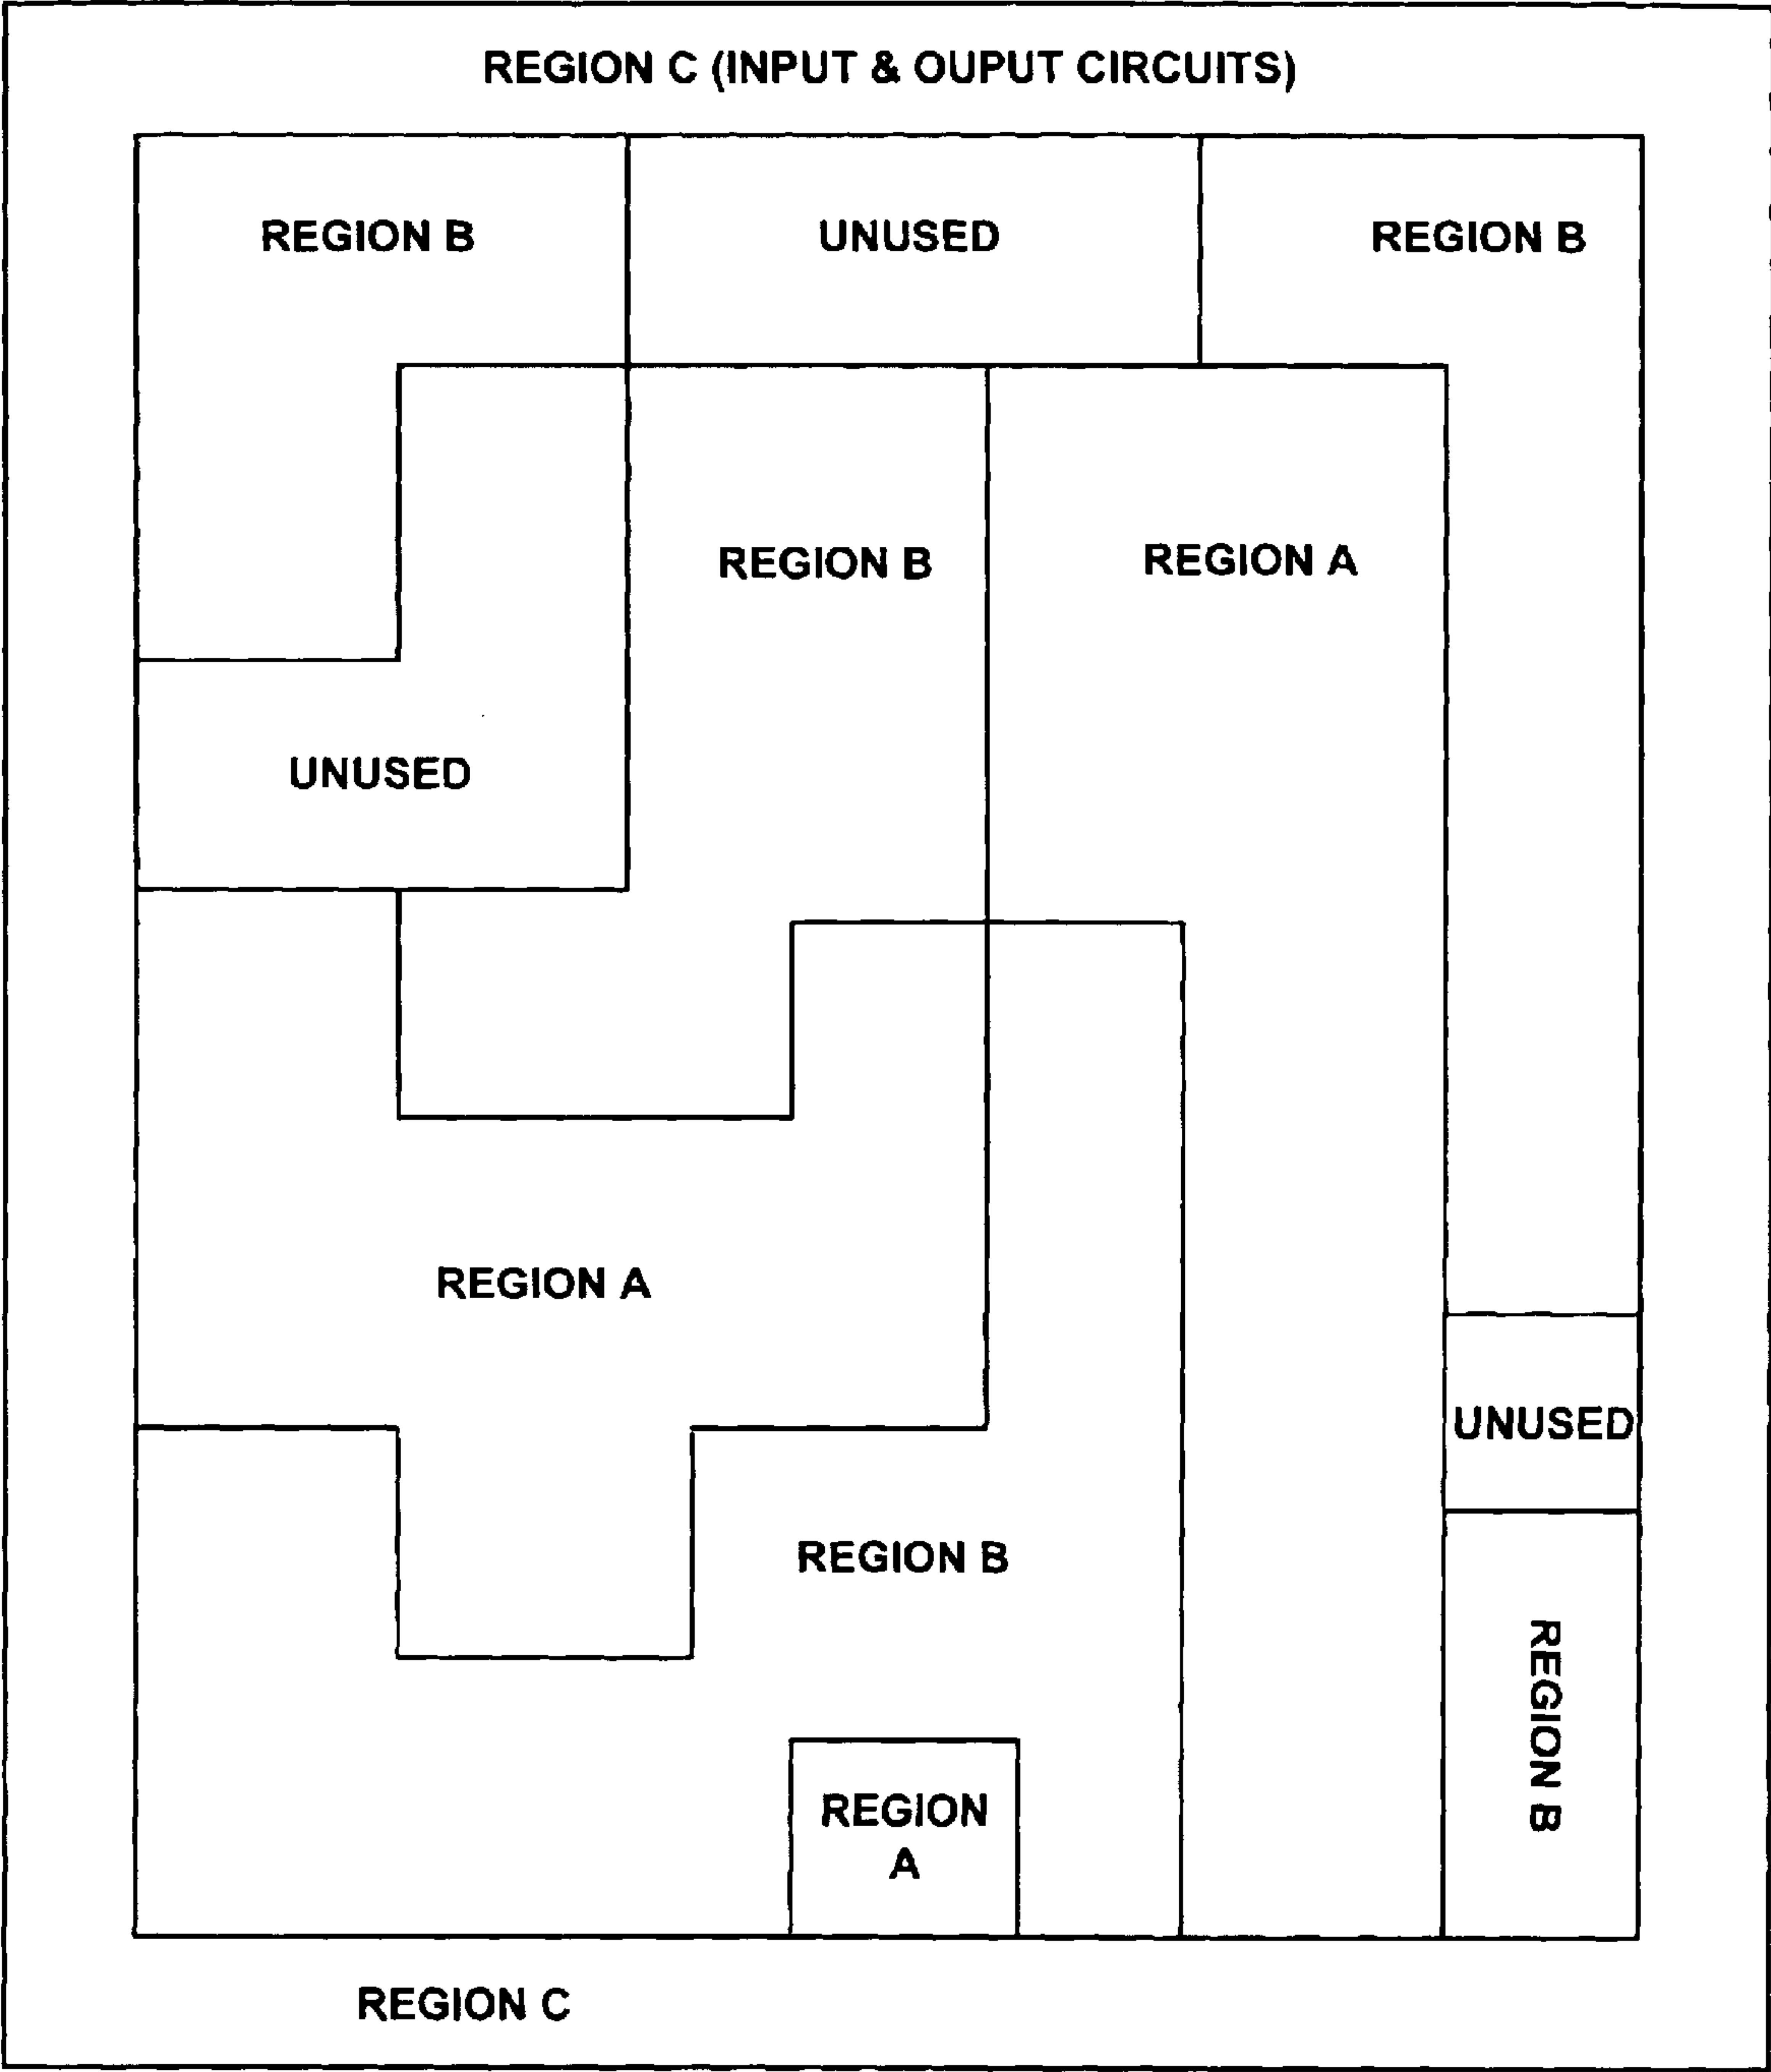 REGION C (INPUT & OUPUT CIRCUITS)
REGION B
UNUSED
REGION B
REGION B
REGION A
UNUSED
REGION A
UNUSED
REGION B
REGION B
REGION
A
REGION C